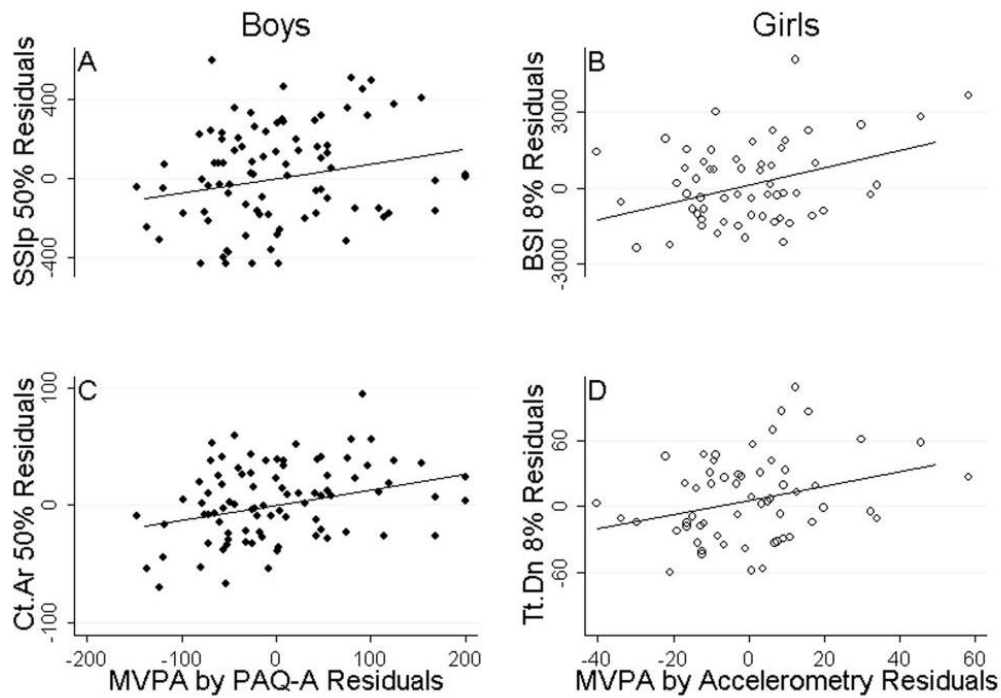 Boys
Girls
A
SSIp 50% Residuals
400
0
-400
B
BSI 8% Residuals
3000
0
-3000
C
Ct.Ar 50% Residuals
100
0
-100
-200 -100 0 100 200
MVPA by PAQ-A Residuals
D
Tt.Dn 8% Residuals
60
0
-60
-40 -20 0 20 40 60
MVPA by Accelerometry Residuals